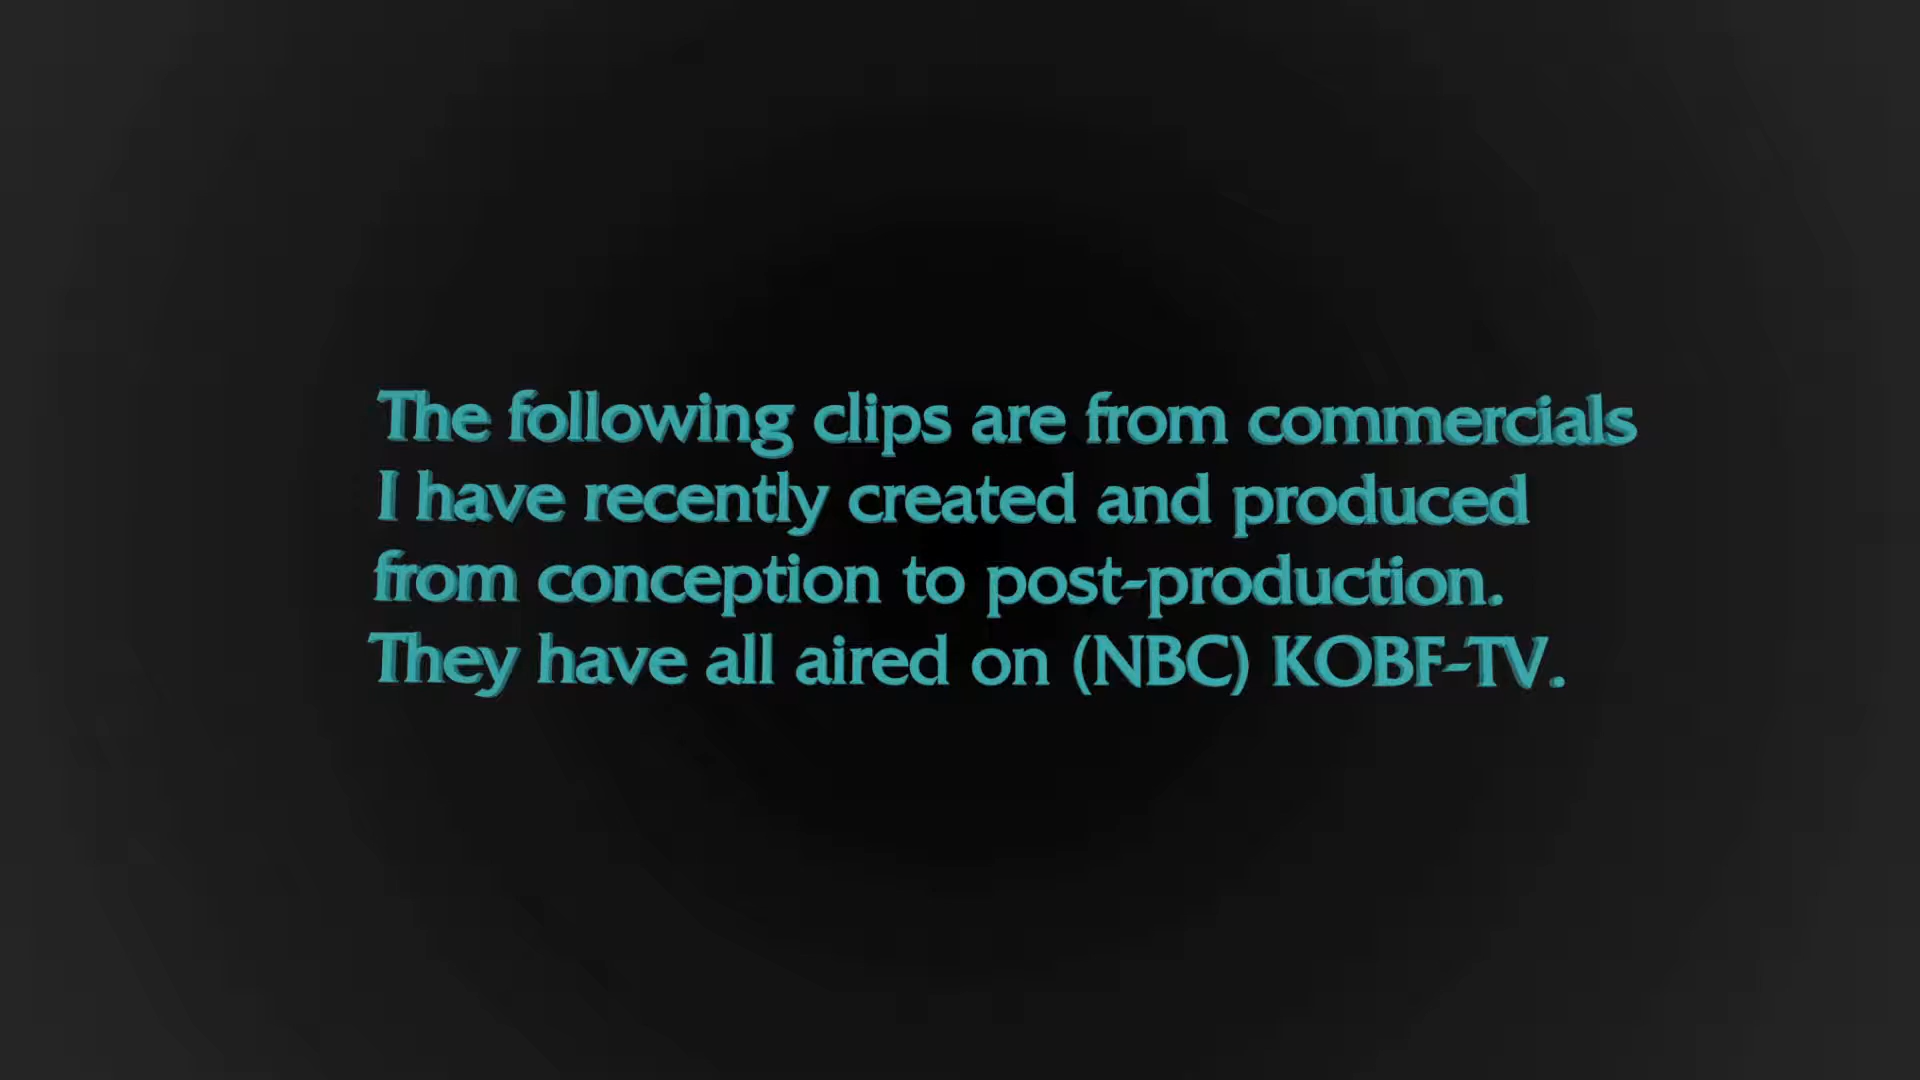 The following clips are from commercials
I have recently created and produced
from conception to post-production.
They have all aired on (NBC) KOBF-TV.